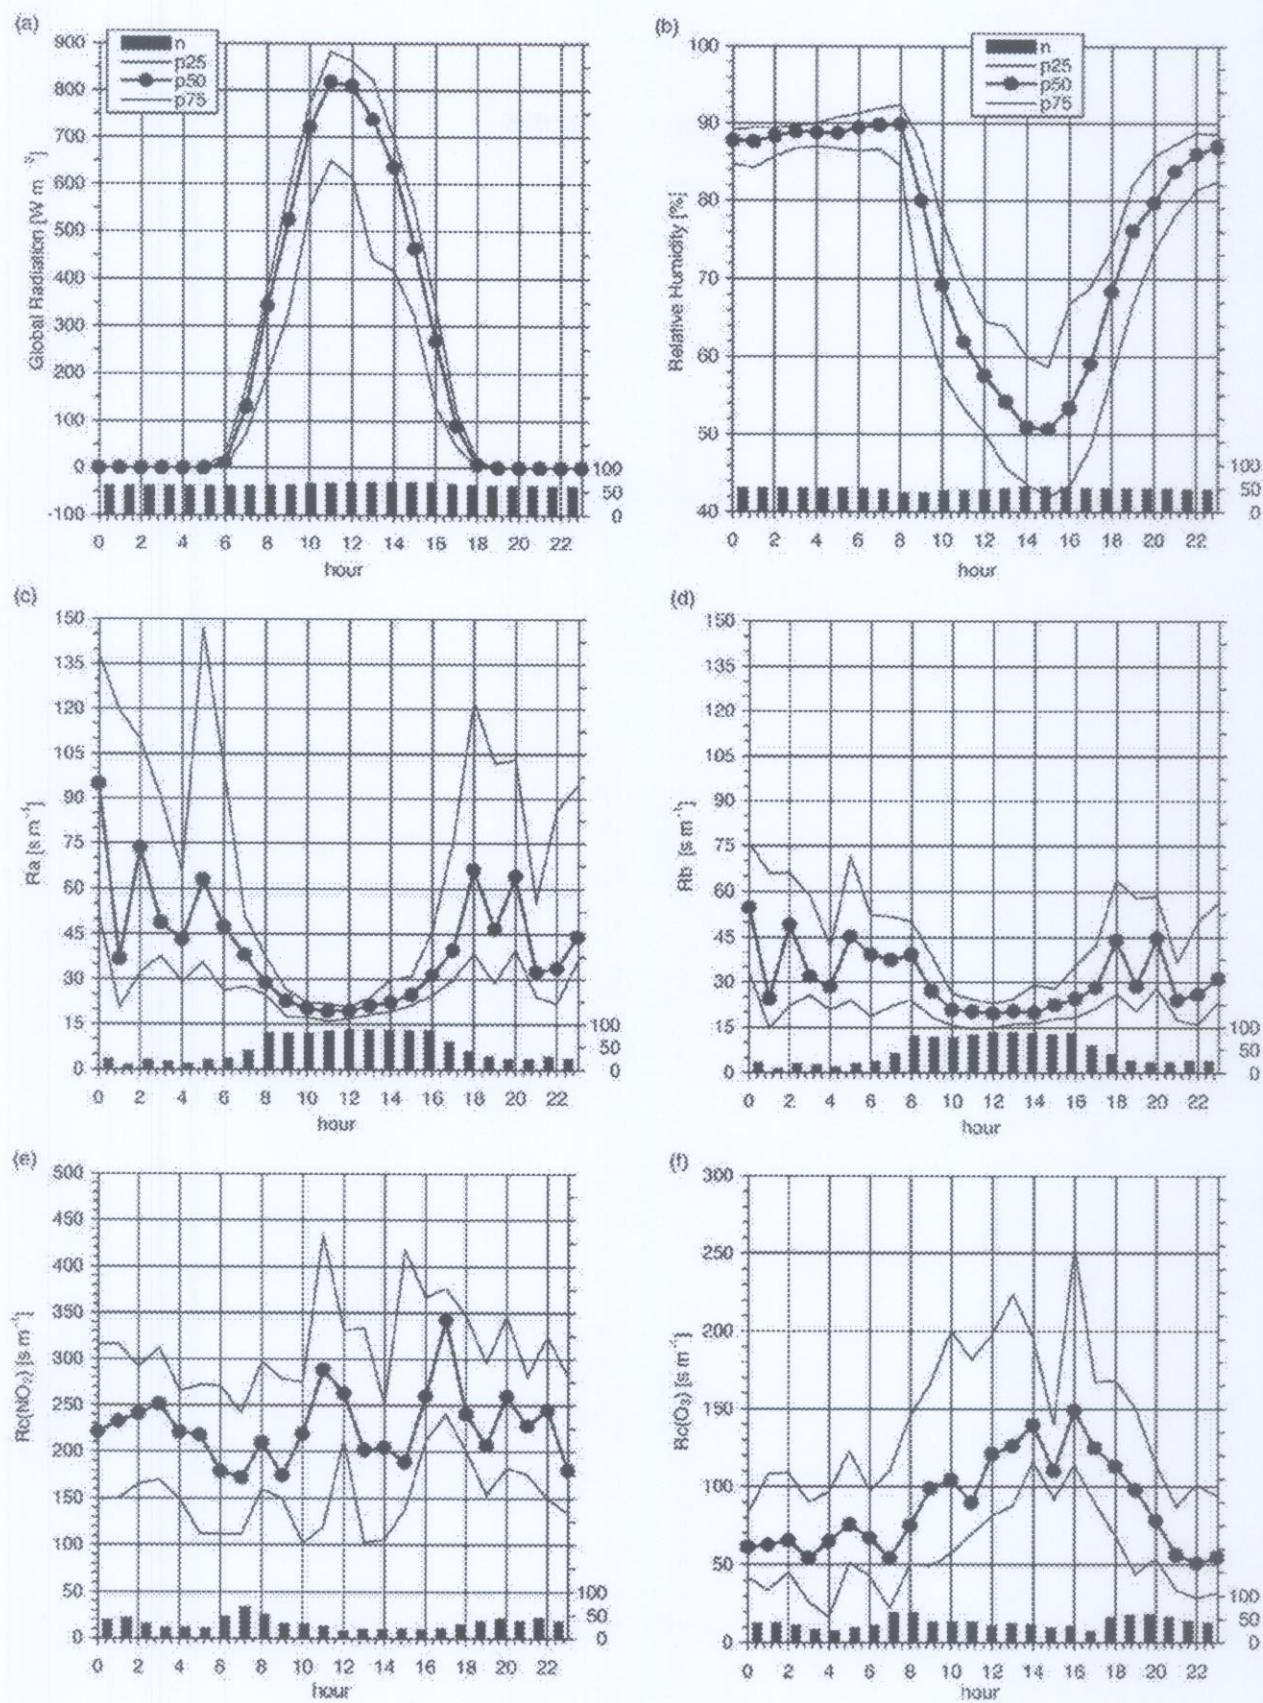 (a)
900
800
700
600
500
400
300
200
100
0
-100
Global Radiation [W m⁻²]
n
p25
p50
p75
100
50
0
0 2 4 6 8 10 12 14 16 18 20 22
hour
(b)
100
90
80
70
60
50
40
Relative Humidity [%]
n
p25
p50
p75
100
50
0
0 2 4 6 8 10 12 14 16 18 20 22
hour
(c)
150
135
120
105
90
75
60
45
30
15
0
Ra [s m⁻¹]
100
50
0
0 2 4 6 8 10 12 14 16 18 20 22
hour
(d)
150
135
120
105
90
75
60
45
30
15
0
Rb [s m⁻¹]
100
50
0
0 2 4 6 8 10 12 14 16 18 20 22
hour
(e)
500
450
400
350
300
250
200
150
100
50
0
Rc(NO₂) [s m⁻¹]
100
50
0
0 2 4 6 8 10 12 14 16 18 20 22
hour
(f)
300
250
200
150
100
50
0
Rc(O₃) [s m⁻¹]
100
50
0
0 2 4 6 8 10 12 14 16 18 20 22
hour